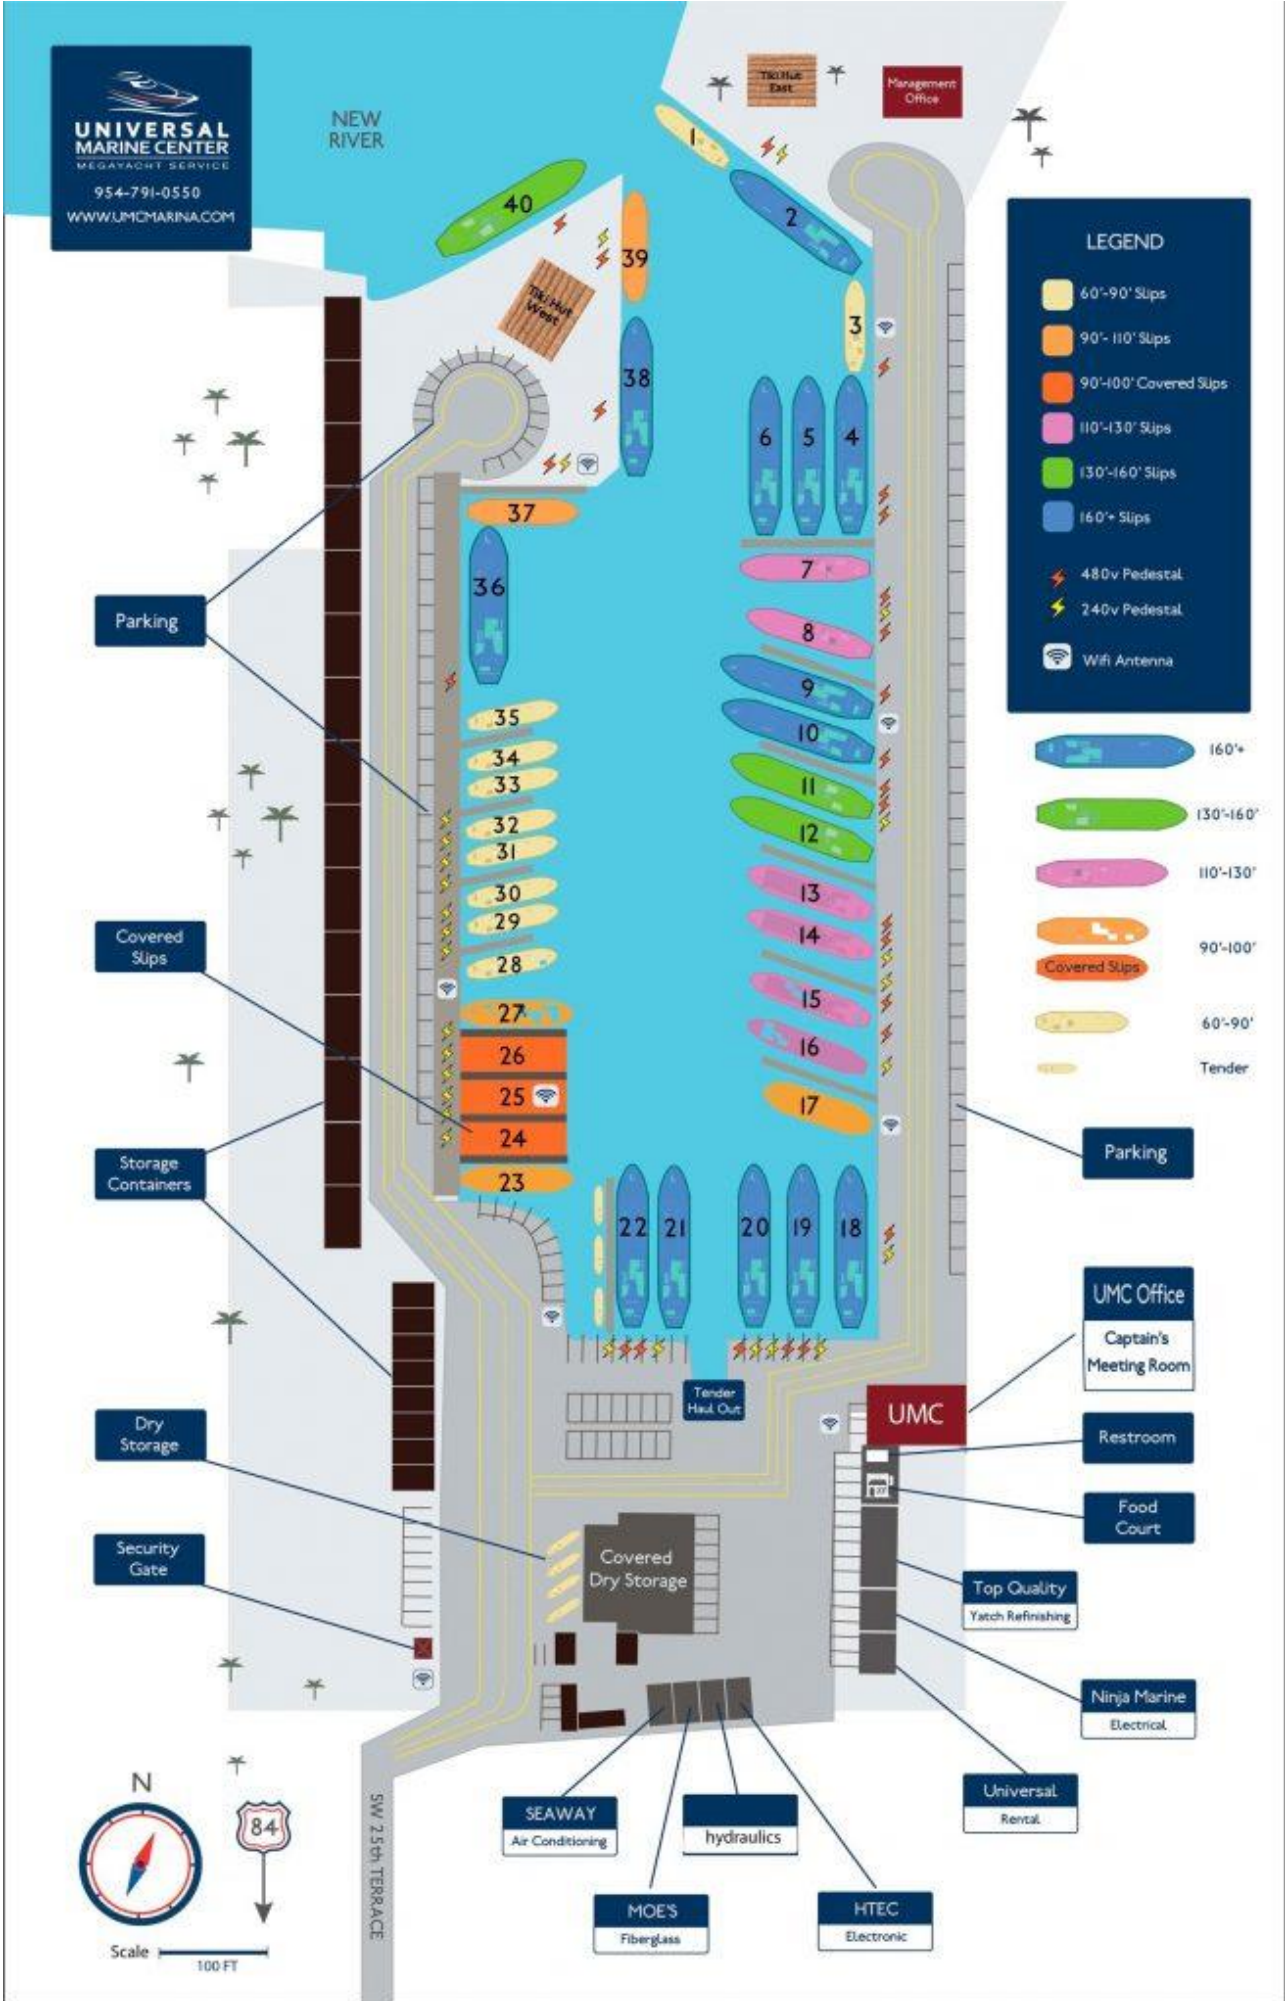 UNIVERSAL
MARINE CENTER
MEGAYACHT SERVICE
954-791-0550
WWW.UMCMARINA.COM
NEW
RIVER
Tiki Hut
East
Management
Office
1
2
40
39
Tiki Hut
West
3
38
6
5
4
37
36
7
8
9
10
11
12
13
14
15
16
17
35
34
33
32
31
30
29
28
27
26
25
24
23
22
21
20
19
18
LEGEND
60'-90' Slips
90'- 110' Slips
90'-100' Covered Slips
110'-130' Slips
130'-160' Slips
160'+ Slips
480v Pedestal
240v Pedestal
Wifi Antenna
160'+
130'-160'
110'-130'
90'-100'
Covered Slips
60'-90'
Tender
Parking
Covered
Slips
Storage
Containers
Parking
UMC Office
Captain's
Meeting Room
Tender
Haul Out
UMC
Dry
Storage
Restroom
Food
Court
Security
Gate
Covered
Dry Storage
Top Quality
Yatch Refinishing
Ninja Marine
Electrical
Universal
Rental
SEAWAY
Air Conditioning
hydraulics
MOE'S
Fiberglass
HTEC
Electronic
N
84
SW 25th TERRACE
Scale
100 FT